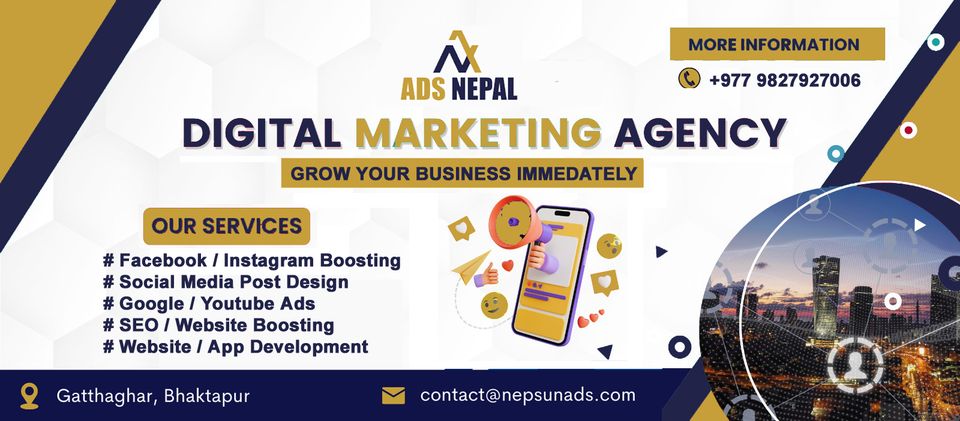 ADS NEPAL
MORE INFORMATION
+977 9827927006
DIGITAL MARKETING AGENCY
GROW YOUR BUSINESS IMMEDATELY
OUR SERVICES
# Facebook / Instagram Boosting
# Social Media Post Design
# Google / Youtube Ads
# SEO / Website Boosting
# Website / App Development
Gatthaghar, Bhaktapur
contact@nepsunads.com